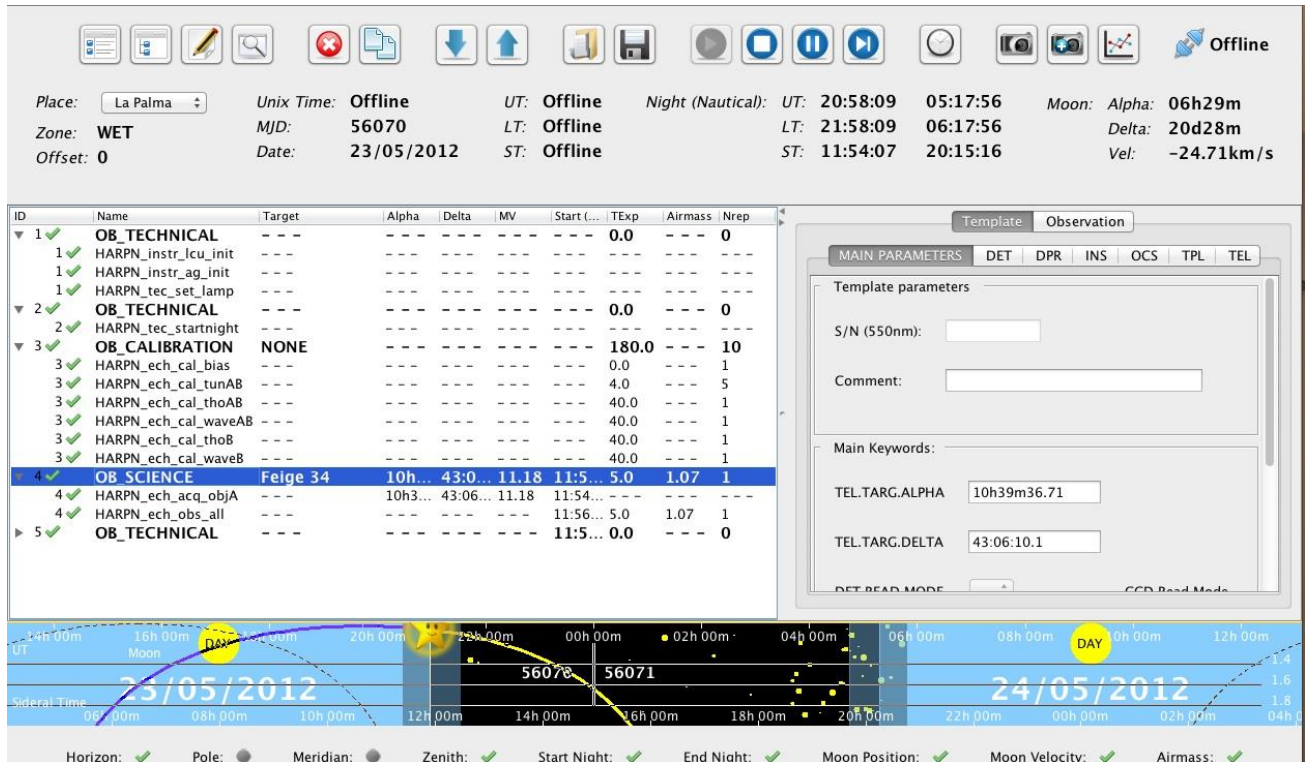 Offline
Place: La Palma Unix Time: Offline UT: Offline Night (Nautical): UT: 20:58:09 05:17:56 Moon: Alpha: 06h29m
Zone: WET MJD: 56070 LT: Offline LT: 21:58:09 06:17:56 Delta: 20d28m
Offset: 0 Date: 23/05/2012 ST: Offline ST: 11:54:07 20:15:16 Vel: -24.71km/s
ID Name Target Alpha Delta MV Start (... TExp Airmass Nrep
1 OB_TECHNICAL - - - - - - - - - - - - - - - 0.0 - - - 0
1 HARPN_instr_lcu_init - - - - - - - - - - - - - - - - - - - - - - - -
1 HARPN_instr_ag_init - - - - - - - - - - - - - - - - - - - - - - - -
1 HARPN_tec_set_lamp - - - - - - - - - - - - - - - - - - - - - - - -
2 OB_TECHNICAL - - - - - - - - - - - - - - - 0.0 - - - 0
2 HARPN_tec_startnight - - - - - - - - - - - - - - - - - - - - - - - -
3 OB_CALIBRATION NONE - - - - - - - - - - - - 180.0 - - - 10
3 HARPN_ech_cal_bias - - - - - - - - - - - - - - - 0.0 - - - 1
3 HARPN_ech_cal_tunAB - - - - - - - - - - - - - - - 4.0 - - - 5
3 HARPN_ech_cal_thoAB - - - - - - - - - - - - - - - 40.0 - - - 1
3 HARPN_ech_cal_waveAB - - - - - - - - - - - - - - - 40.0 - - - 1
3 HARPN_ech_cal_thoB - - - - - - - - - - - - - - - 40.0 - - - 1
3 HARPN_ech_cal_waveB - - - - - - - - - - - - - - - 40.0 - - - 1
4 OB_SCIENCE Feige 34 10h... 43:0... 11.18 11:5... 5.0 1.07 1
4 HARPN_ech_acq_objA - - - 10h3... 43:06... 11.18 11:54... - - - - - - - - -
4 HARPN_ech_obs_all - - - - - - - - - - - - 11:56... 5.0 1.07 1
5 OB_TECHNICAL - - - - - - - - - - - - 11:5... 0.0 - - - 0
Template Observation
MAIN PARAMETERS DET DPR INS OCS TPL TEL
Template parameters
S/N (550nm):
Comment:
Main Keywords:
TEL.TARG.ALPHA 10h39m36.71
TEL.TARG.DELTA 43:06:10.1
DET READ MODE CCD Read Mode
14h00m 16h 00m DAY 20h 00m 22h 00m 00h 00m 02h 00m 04h 00m 06h 00m 08h 00m DAY 10h 00m 12h 00m
UT Moon
1.4
56070 56071
1.6
23/05/2012 24/05/2012
Sideral Time 1.8
06h 00m 08h 00m 10h 00m 12h 00m 14h 00m 16h 00m 18h 00m 20h 00m 22h 00m 00h 00m 02h 00m 04h
Horizon: Pole: Meridian: Zenith: Start Night: End Night: Moon Position: Moon Velocity: Airmass: